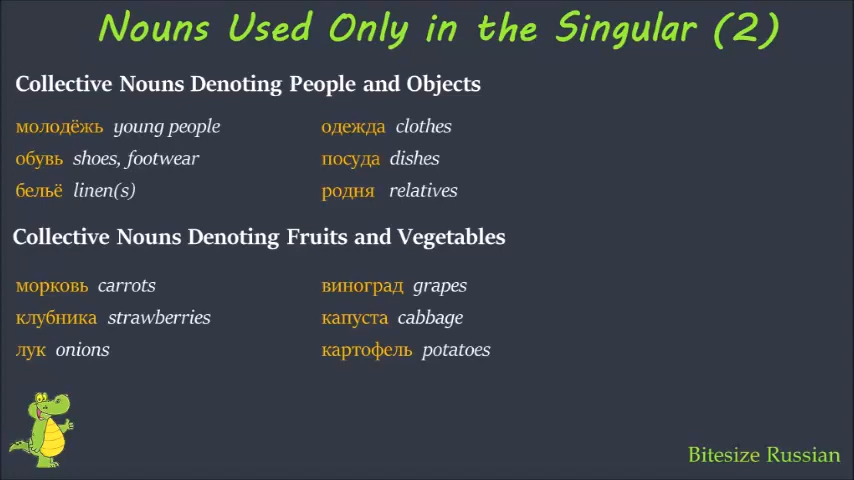 Nouns Used Only in the Singular (2)
Collective Nouns Denoting People and Objects
молодёжь young people
одежда clothes
обувь shoes, footwear
посуда dishes
бельё linen(s)
родня relatives
Collective Nouns Denoting Fruits and Vegetables
морковь carrots
виноград grapes
клубника strawberries
капуста cabbage
лук onions
картофель potatoes
Bitesize Russian